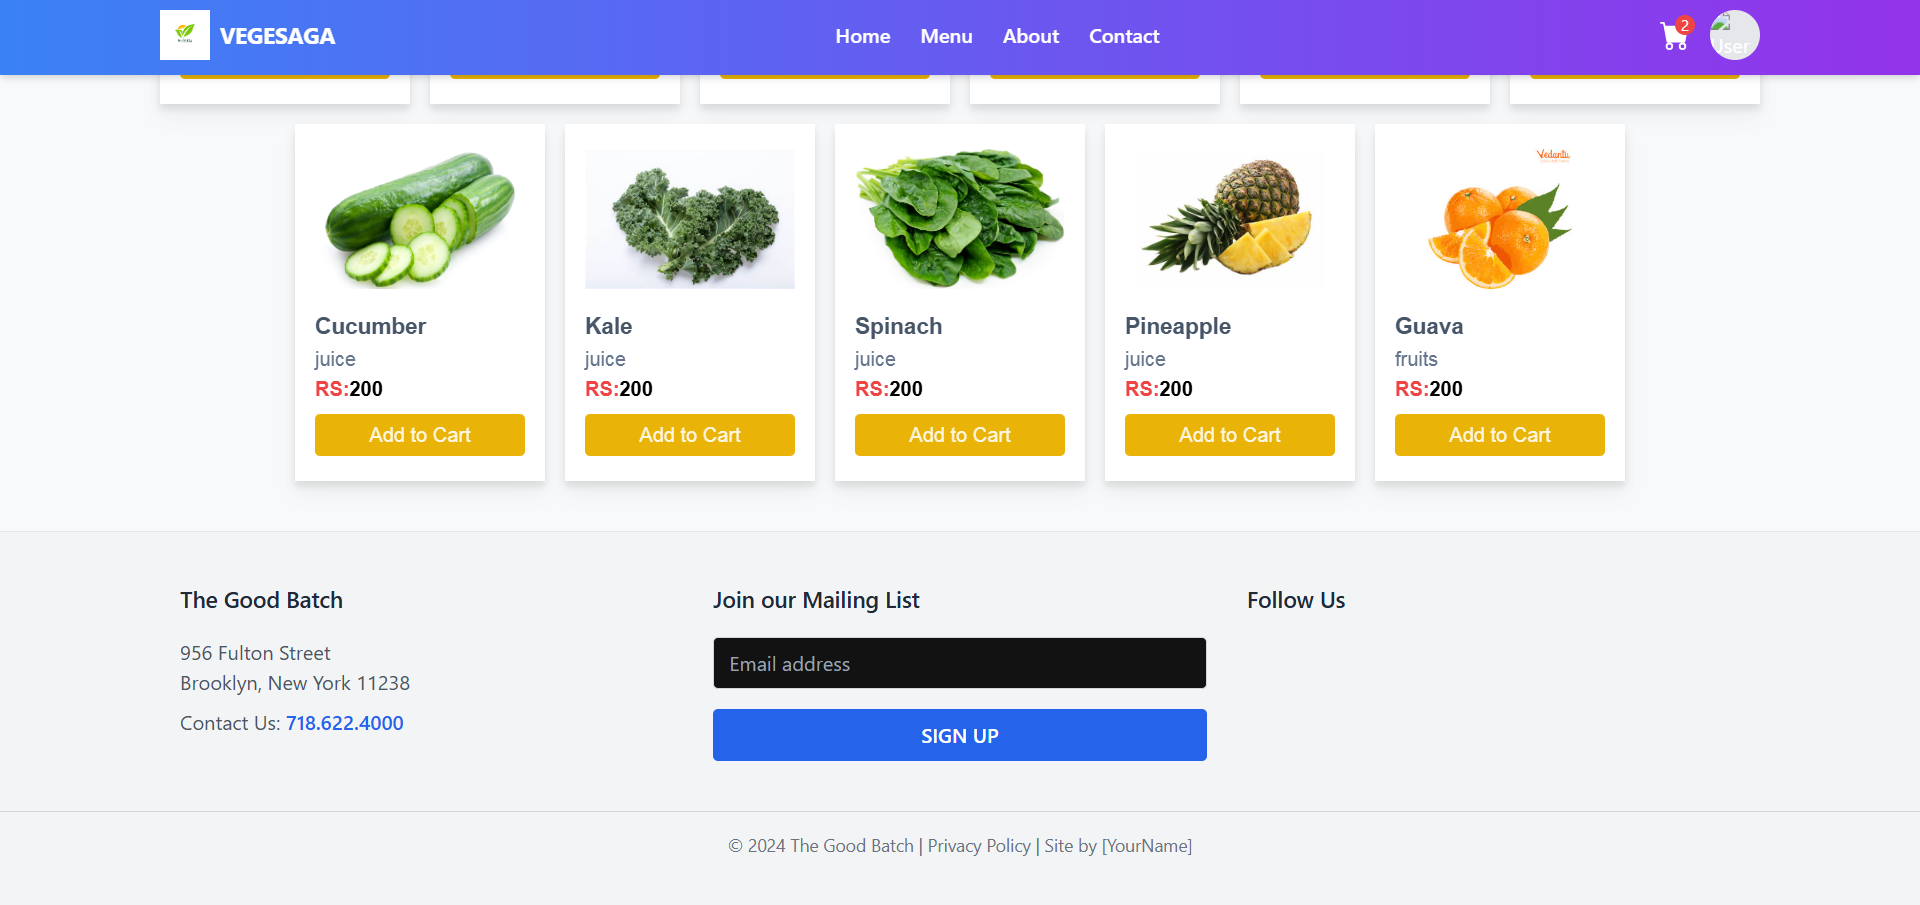 VEGESAGA
Home
Menu
About
Contact
2
User
Vedantu
Cucumber
juice
RS:200
Add to Cart
Kale
juice
RS:200
Add to Cart
Spinach
juice
RS:200
Add to Cart
Pineapple
juice
RS:200
Add to Cart
Guava
fruits
RS:200
Add to Cart
The Good Batch
956 Fulton Street
Brooklyn, New York 11238
Contact Us: 718.622.4000
Join our Mailing List
Email address
SIGN UP
Follow Us
© 2024 The Good Batch | Privacy Policy | Site by [YourName]